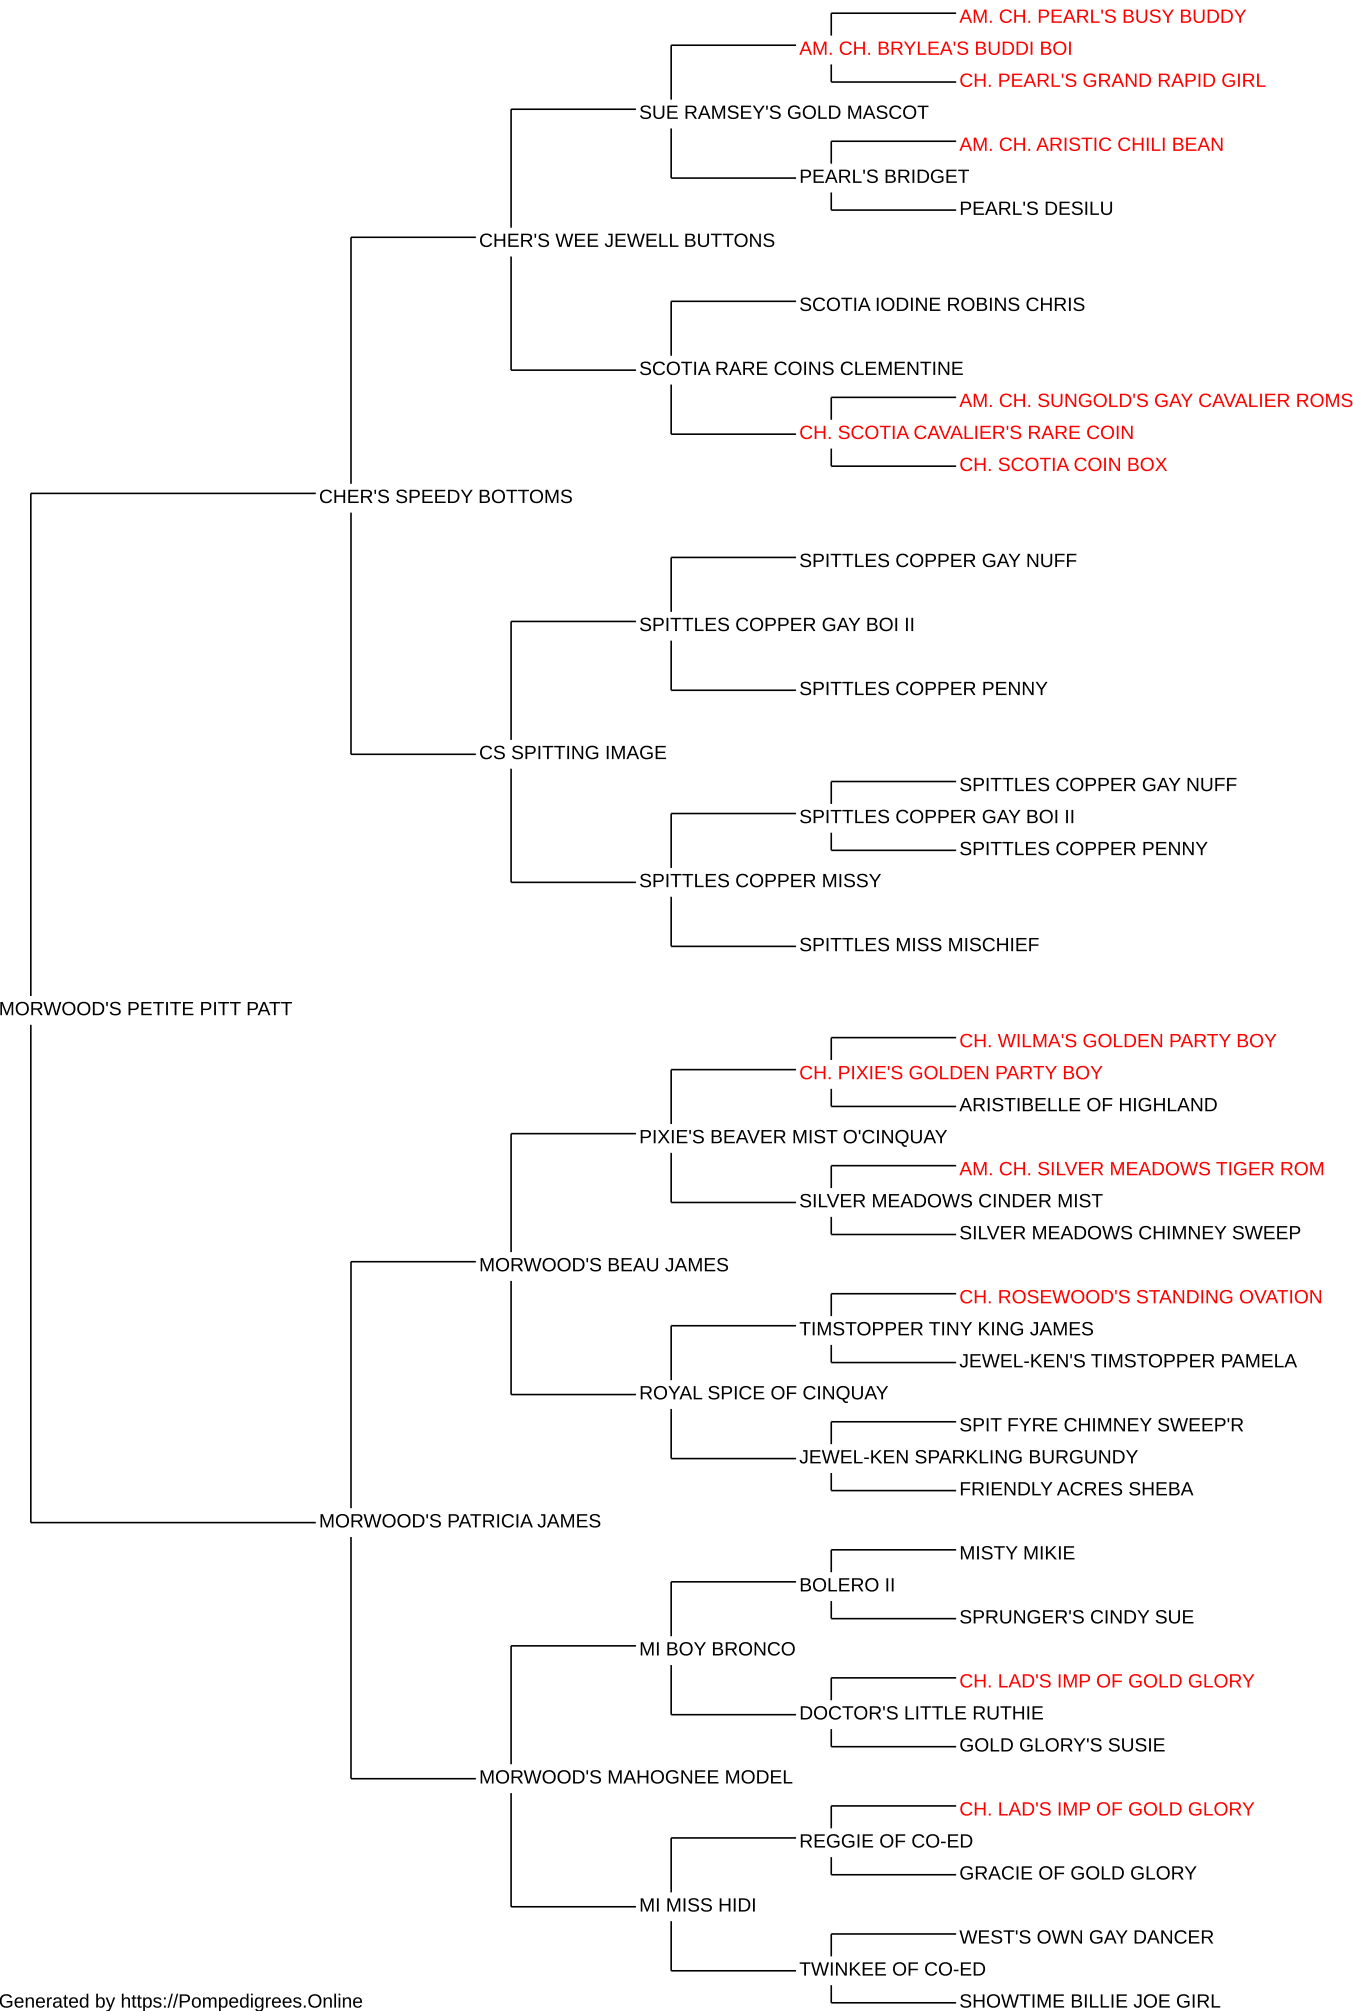 AM. CH. PEARL'S BUSY BUDDY
AM. CH. BRYLEA'S BUDDI BOI
CH. PEARL'S GRAND RAPID GIRL
SUE RAMSEY'S GOLD MASCOT
AM. CH. ARISTIC CHILI BEAN
PEARL'S BRIDGET
PEARL'S DESILU
CHER'S WEE JEWELL BUTTONS
SCOTIA IODINE ROBINS CHRIS
SCOTIA RARE COINS CLEMENTINE
AM. CH. SUNGOLD'S GAY CAVALIER ROMS
CH. SCOTIA CAVALIER'S RARE COIN
CH. SCOTIA COIN BOX
CHER'S SPEEDY BOTTOMS
SPITTLES COPPER GAY NUFF
SPITTLES COPPER GAY BOI II
SPITTLES COPPER PENNY
CS SPITTING IMAGE
SPITTLES COPPER GAY NUFF
SPITTLES COPPER GAY BOI II
SPITTLES COPPER PENNY
SPITTLES COPPER MISSY
SPITTLES MISS MISCHIEF
MORWOOD'S PETITE PITT PATT
CH. WILMA'S GOLDEN PARTY BOY
CH. PIXIE'S GOLDEN PARTY BOY
ARISTIBELLE OF HIGHLAND
PIXIE'S BEAVER MIST O'CINQUAY
AM. CH. SILVER MEADOWS TIGER ROM
SILVER MEADOWS CINDER MIST
SILVER MEADOWS CHIMNEY SWEEP
MORWOOD'S BEAU JAMES
CH. ROSEWOOD'S STANDING OVATION
TIMSTOPPER TINY KING JAMES
JEWEL-KEN'S TIMSTOPPER PAMELA
ROYAL SPICE OF CINQUAY
SPIT FYRE CHIMNEY SWEEP'R
JEWEL-KEN SPARKLING BURGUNDY
FRIENDLY ACRES SHEBA
MORWOOD'S PATRICIA JAMES
MISTY MIKIE
BOLERO II
SPRUNGER'S CINDY SUE
MI BOY BRONCO
CH. LAD'S IMP OF GOLD GLORY
DOCTOR'S LITTLE RUTHIE
GOLD GLORY'S SUSIE
MORWOOD'S MAHOGNEE MODEL
CH. LAD'S IMP OF GOLD GLORY
REGGIE OF CO-ED
GRACIE OF GOLD GLORY
MI MISS HIDI
WEST'S OWN GAY DANCER
TWINKEE OF CO-ED
SHOWTIME BILLIE JOE GIRL
Generated by https://Pompedigrees.Online